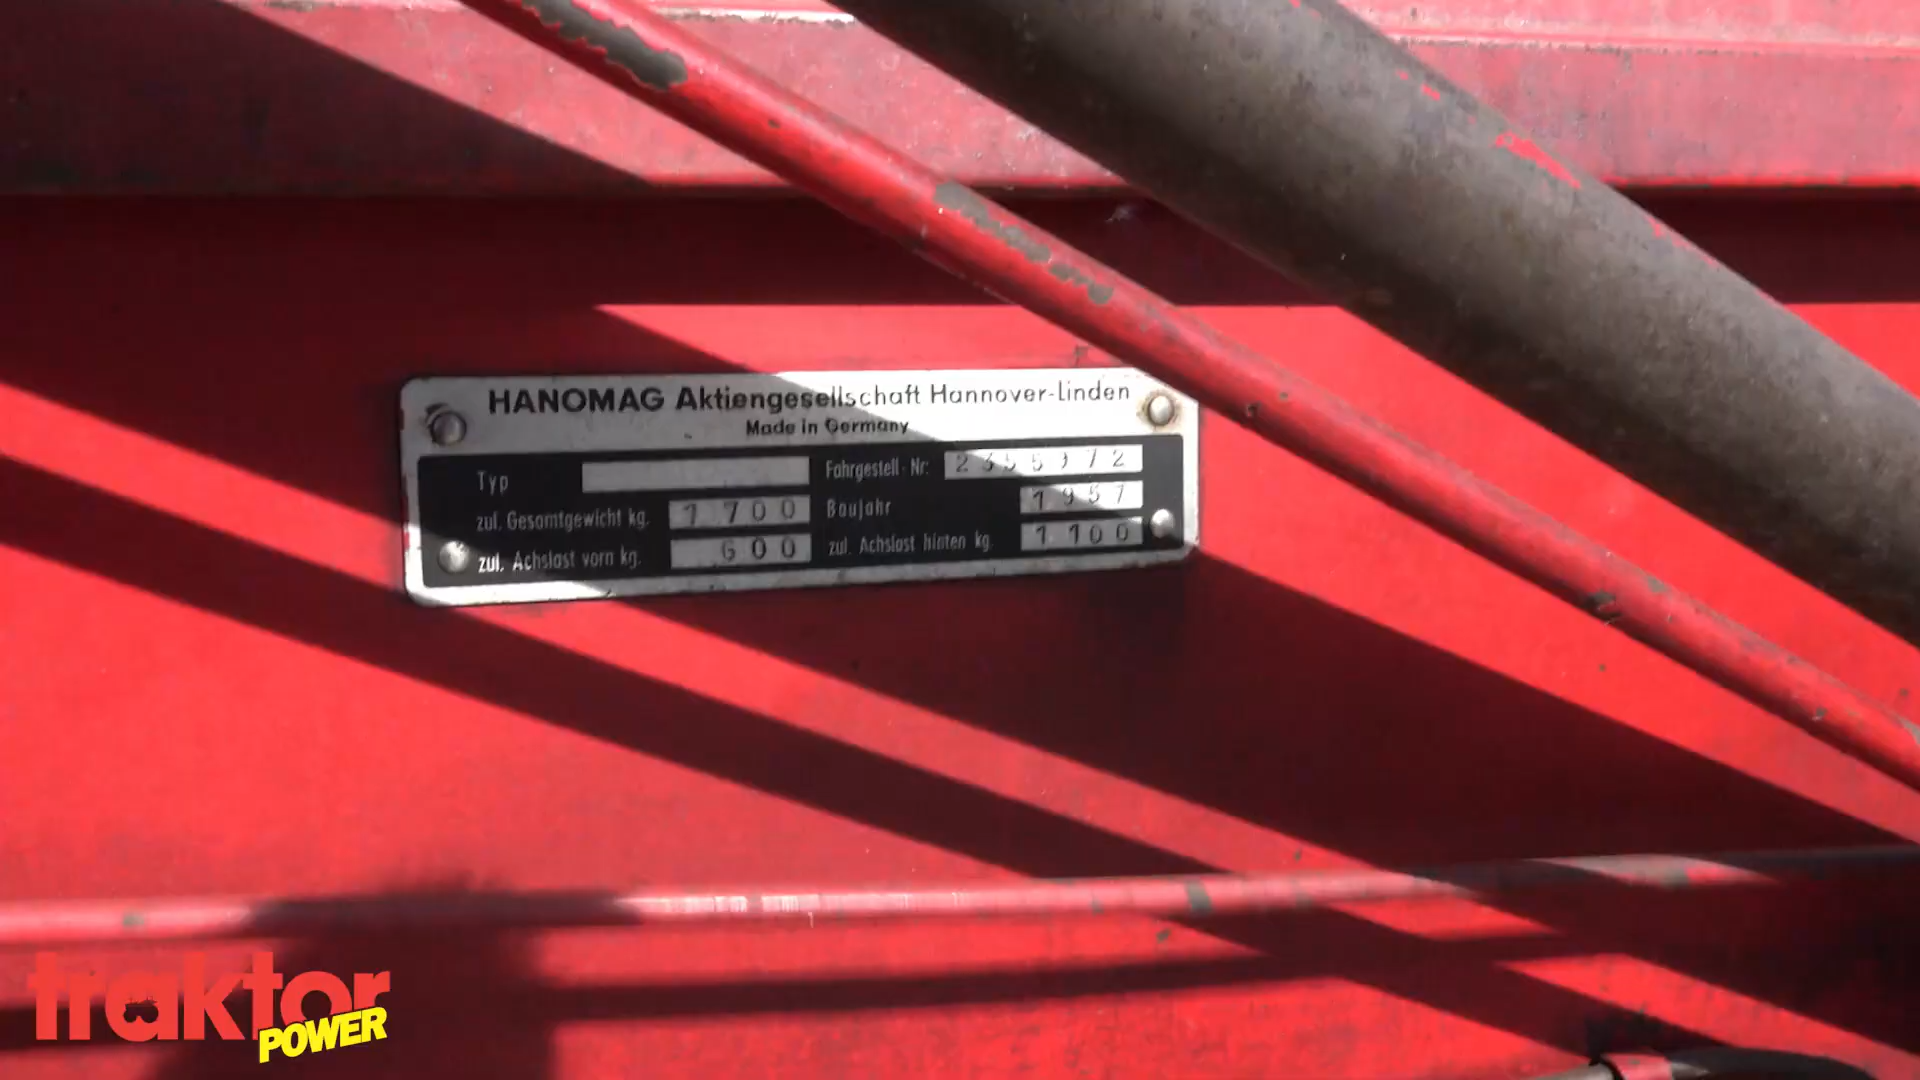 HANOMAG Aktiengesellschaft Hannover-Linden
Made in Germany
Typ
Fahrgestell-Nr:
zul. Gesamtgewicht kg. 1700
Baujahr 1957
zul. Achslast vorn kg. 600
zul. Achslast hinten kg. 1100
traktor
POWER